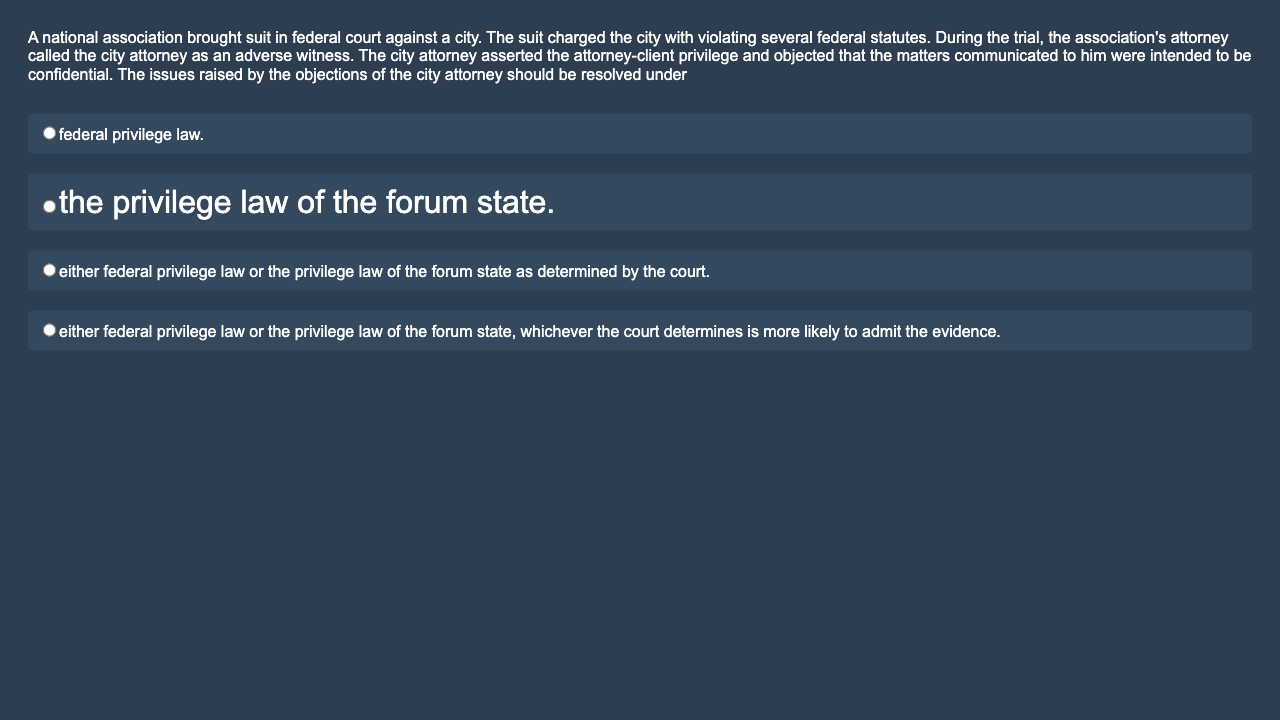 A national association brought suit in federal court against a city. The suit charged the city with violating several federal statutes. During the trial, the association's attorney
called the city attorney as an adverse witness. The city attorney asserted the attorney-client privilege and objected that the matters communicated to him were intended to be
confidential. The issues raised by the objections of the city attorney should be resolved under
federal privilege law.
the privilege law of the forum state.
either federal privilege law or the privilege law of the forum state as determined by the court.
either federal privilege law or the privilege law of the forum state, whichever the court determines is more likely to admit the evidence.